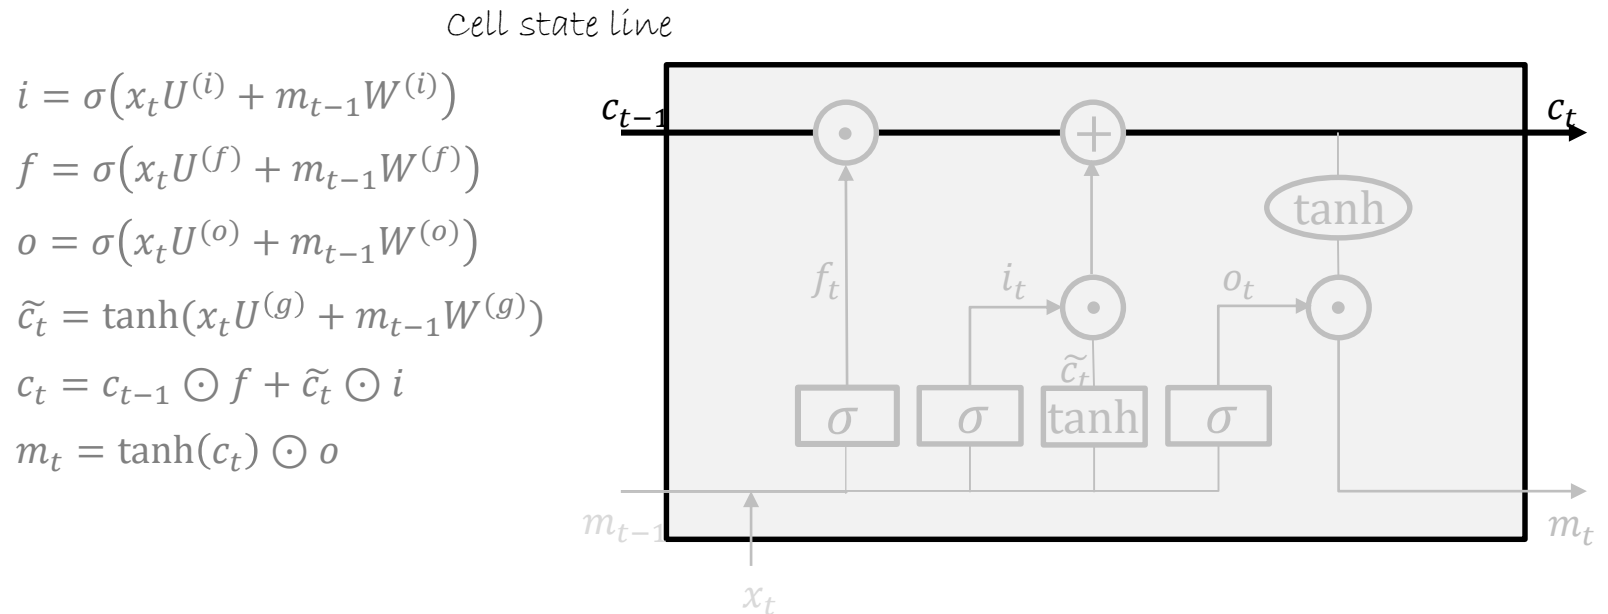 Cell state line
i = σ(x_t U^(i) + m_{t−1} W^(i))
f = σ(x_t U^(f) + m_{t−1} W^(f))
o = σ(x_t U^(o) + m_{t−1} W^(o))
c̃_t = tanh(x_t U^(g) + m_{t−1} W^(g))
c_t = c_{t−1} ⊙ f + c̃_t ⊙ i
m_t = tanh(c_t) ⊙ o
c_{t−1}
c_t
+
tanh
f_t
i_t
o_t
c̃_t
σ
σ
tanh
σ
m_{t−1}
m_t
x_t